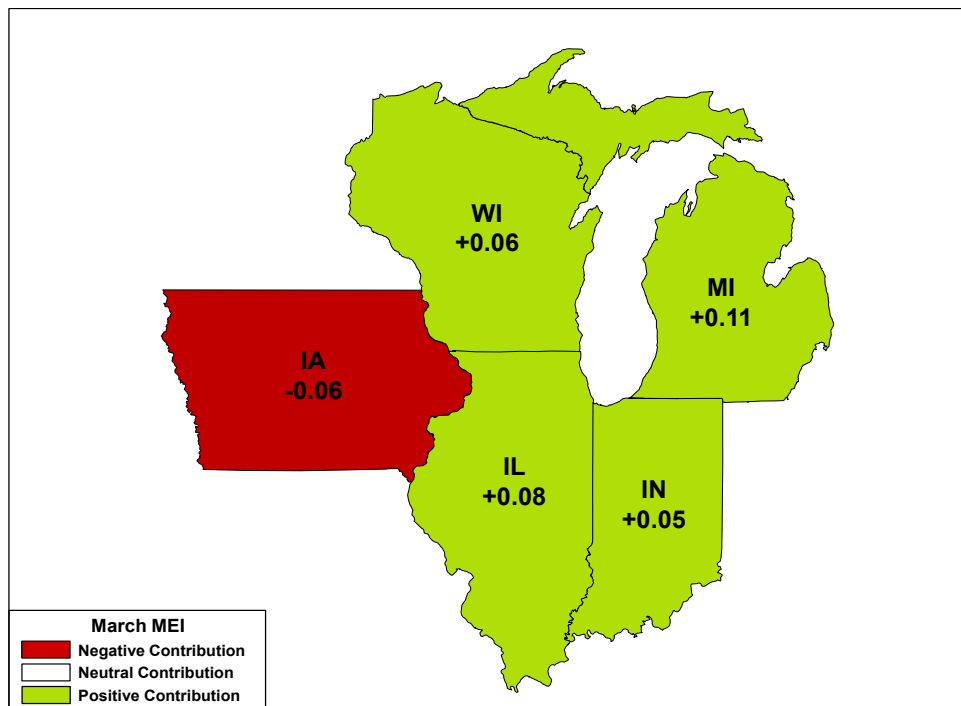 WI
+0.06
MI
+0.11
IA
-0.06
IL
+0.08
IN
+0.05
March MEI
Negative Contribution
Neutral Contribution
Positive Contribution